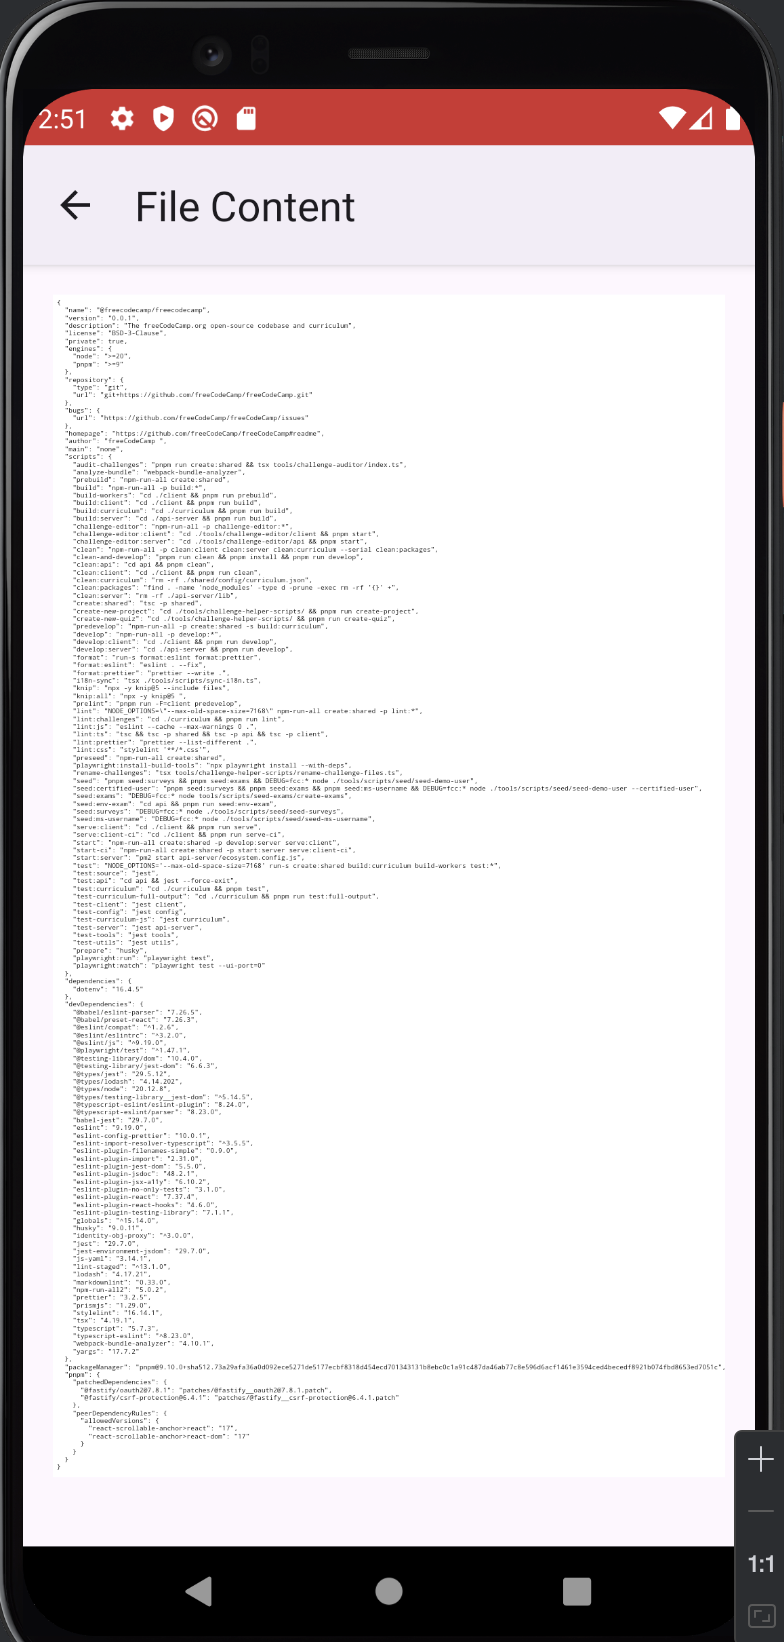 2:51
File Content
{
"name": "@freecodecamp/freecodecamp",
"version": "0.0.1",
"description": "The freeCodeCamp.org open-source codebase and curriculum",
"license": "BSD-3-Clause",
"private": true,
"engines": {
"node": ">=20",
"pnpm": ">=9"
},
"repository": {
"type": "git",
"url": "git+https://github.com/freeCodeCamp/freeCodeCamp.git"
},
"bugs": {
"url": "https://github.com/freeCodeCamp/freeCodeCamp/issues"
},
"homepage": "https://github.com/freeCodeCamp/freeCodeCamp#readme",
"author": "freeCodeCamp ",
"main": "none",
"scripts": {
"audit-challenges": "pnpm run create:shared && tsx tools/challenge-auditor/index.ts",
"analyze-bundle": "webpack-bundle-analyzer",
"prebuild": "npm-run-all create:shared",
"build": "npm-run-all -p build:*",
"build-workers": "cd ./client && pnpm run prebuild",
"build:client": "cd ./client && pnpm run build",
"build:curriculum": "cd ./curriculum && pnpm run build",
"build:server": "cd ./api-server && pnpm run build",
"challenge-editor": "npm-run-all -p challenge-editor:*",
"challenge-editor:client": "cd ./tools/challenge-editor/client && pnpm start",
"challenge-editor:server": "cd ./tools/challenge-editor/api && pnpm start",
"clean": "npm-run-all -p clean:client clean:server clean:curriculum --serial clean:packages",
"clean-and-develop": "pnpm run clean && pnpm install && pnpm run develop",
"clean:api": "cd api && pnpm clean",
"clean:client": "cd ./client && pnpm run clean",
"clean:curriculum": "rm -rf ./shared/config/curriculum.json",
"clean:packages": "find . -name 'node_modules' -type d -prune -exec rm -rf '{}' +",
"clean:server": "rm -rf ./api-server/lib",
"create:shared": "tsc -p shared",
"create-new-project": "cd ./tools/challenge-helper-scripts/ && pnpm run create-project",
"create-new-quiz": "cd ./tools/challenge-helper-scripts/ && pnpm run create-quiz",
"predevelop": "npm-run-all -p create:shared -s build:curriculum",
"develop": "npm-run-all -p develop:*",
"develop:client": "cd ./client && pnpm run develop",
"develop:server": "cd ./api-server && pnpm run develop",
"format": "run-s format:eslint format:prettier",
"format:eslint": "eslint . --fix",
"format:prettier": "prettier --write .",
"i18n-sync": "tsx ./tools/scripts/sync-i18n.ts",
"knip": "npx -y knip@5 --include files",
"knip:all": "npx -y knip@5 ",
"prelint": "pnpm run -F=client predevelop",
"lint": "NODE_OPTIONS=\"--max-old-space-size=7168\" npm-run-all create:shared -p lint:*",
"lint:challenges": "cd ./curriculum && pnpm run lint",
"lint:js": "eslint --cache --max-warnings 0 .",
"lint:ts": "tsc && tsc -p shared && tsc -p api && tsc -p client",
"lint:prettier": "prettier --list-different .",
"lint:css": "stylelint '**/*.css'",
"preseed": "npm-run-all create:shared",
"playwright:install-build-tools": "npx playwright install --with-deps",
"rename-challenges": "tsx tools/challenge-helper-scripts/rename-challenge-files.ts",
"seed": "pnpm seed:surveys && pnpm seed:exams && DEBUG=fcc:* node ./tools/scripts/seed/seed-demo-user",
"seed:certified-user": "pnpm seed:surveys && pnpm seed:exams && pnpm seed:ms-username && DEBUG=fcc:* node ./tools/scripts/seed/seed-demo-user --certified-user",
"seed:exams": "DEBUG=fcc:* node tools/scripts/seed-exams/create-exams",
"seed:env-exam": "cd api && pnpm run seed:env-exam",
"seed:surveys": "DEBUG=fcc:* node ./tools/scripts/seed/seed-surveys",
"seed:ms-username": "DEBUG=fcc:* node ./tools/scripts/seed/seed-ms-username",
"serve:client": "cd ./client && pnpm run serve",
"serve:client-ci": "cd ./client && pnpm run serve-ci",
"start": "npm-run-all create:shared -p develop:server serve:client",
"start-ci": "npm-run-all create:shared -p start:server serve:client-ci",
"start:server": "pm2 start api-server/ecosystem.config.js",
"test": "NODE_OPTIONS='--max-old-space-size=7168' run-s create:shared build:curriculum build-workers test:*",
"test:source": "jest",
"test:api": "cd api && jest --force-exit",
"test:curriculum": "cd ./curriculum && pnpm test",
"test-curriculum-full-output": "cd ./curriculum && pnpm run test:full-output",
"test-client": "jest client",
"test-config": "jest config",
"test-curriculum-js": "jest curriculum",
"test-server": "jest api-server",
"test-tools": "jest tools",
"test-utils": "jest utils",
"prepare": "husky",
"playwright:run": "playwright test",
"playwright:watch": "playwright test --ui-port=0"
},
"dependencies": {
"dotenv": "16.4.5"
},
"devDependencies": {
"@babel/eslint-parser": "7.26.5",
"@babel/preset-react": "7.26.3",
"@eslint/compat": "^1.2.6",
"@eslint/eslintrc": "^3.2.0",
"@eslint/js": "^9.19.0",
"@playwright/test": "^1.47.1",
"@testing-library/dom": "10.4.0",
"@testing-library/jest-dom": "6.6.3",
"@types/jest": "29.5.12",
"@types/lodash": "4.14.202",
"@types/node": "20.12.8",
"@types/testing-library__jest-dom": "^5.14.5",
"@typescript-eslint/eslint-plugin": "8.24.0",
"@typescript-eslint/parser": "8.23.0",
"babel-jest": "29.7.0",
"eslint": "9.19.0",
"eslint-config-prettier": "10.0.1",
"eslint-import-resolver-typescript": "^3.5.5",
"eslint-plugin-filenames-simple": "0.9.0",
"eslint-plugin-import": "2.31.0",
"eslint-plugin-jest-dom": "5.5.0",
"eslint-plugin-jsdoc": "48.2.1",
"eslint-plugin-jsx-a11y": "6.10.2",
"eslint-plugin-no-only-tests": "3.1.0",
"eslint-plugin-react": "7.37.4",
"eslint-plugin-react-hooks": "4.6.0",
"eslint-plugin-testing-library": "7.1.1",
"globals": "^15.14.0",
"husky": "9.0.11",
"identity-obj-proxy": "^3.0.0",
"jest": "29.7.0",
"jest-environment-jsdom": "29.7.0",
"js-yaml": "3.14.1",
"lint-staged": "^13.1.0",
"lodash": "4.17.21",
"markdownlint": "0.33.0",
"npm-run-all2": "5.0.2",
"prettier": "3.2.5",
"prismjs": "1.29.0",
"stylelint": "16.14.1",
"tsx": "4.19.1",
"typescript": "5.7.3",
"typescript-eslint": "^8.23.0",
"webpack-bundle-analyzer": "4.10.1",
"yargs": "17.7.2"
},
"packageManager":
"pnpm": {
"patchedDependencies": {
"@fastify/oauth2@7.8.1": "patches/@fastify__oauth2@7.8.1.patch",
"@fastify/csrf-protection@6.4.1": "patches/@fastify__csrf-protection@6.4.1.patch"
},
"peerDependencyRules": {
"allowedVersions": {
"react-scrollable-anchor>react": "17",
"react-scrollable-anchor>react-dom": "17"
}
}
}
}
1:1